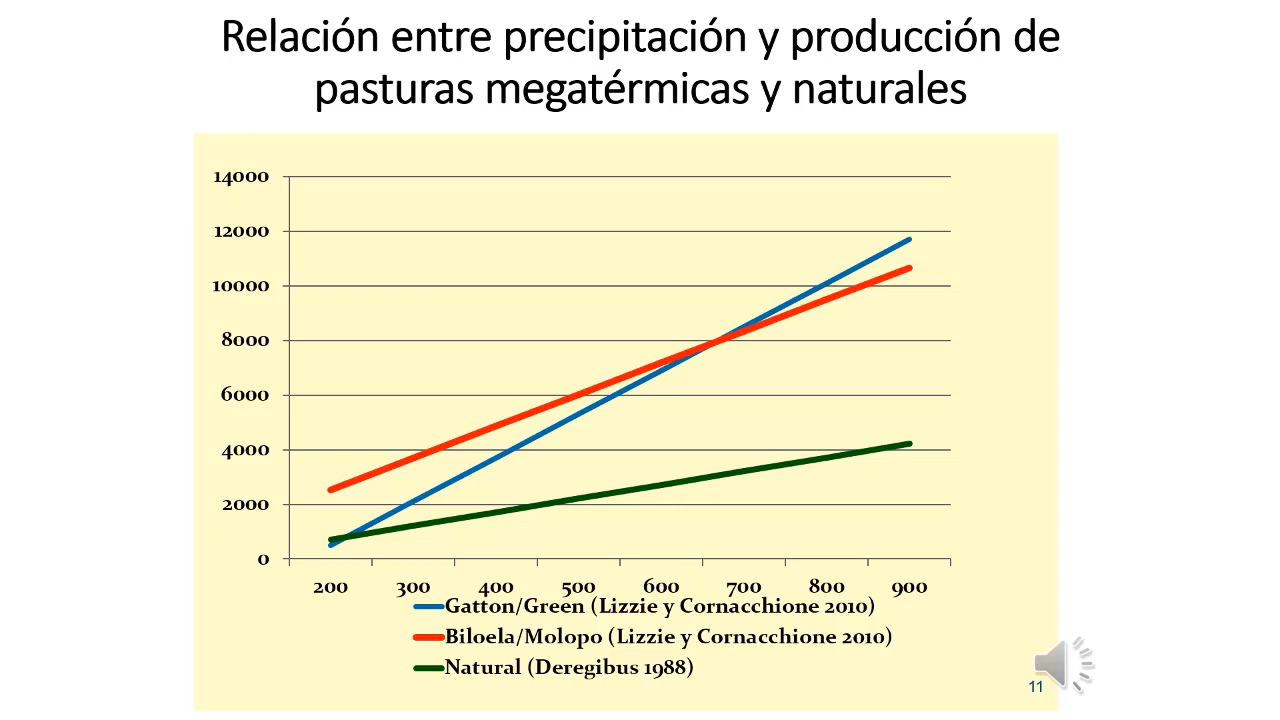 Relación entre precipitación y producción de
pasturas megatérmicas y naturales
14000
12000
10000
8000
6000
4000
2000
0
200 300 400 500 600 700 800 900
Gatton/Green (Lizzie y Cornacchione 2010)
Biloela/Molopo (Lizzie y Cornacchione 2010)
Natural (Deregibus 1988)
11